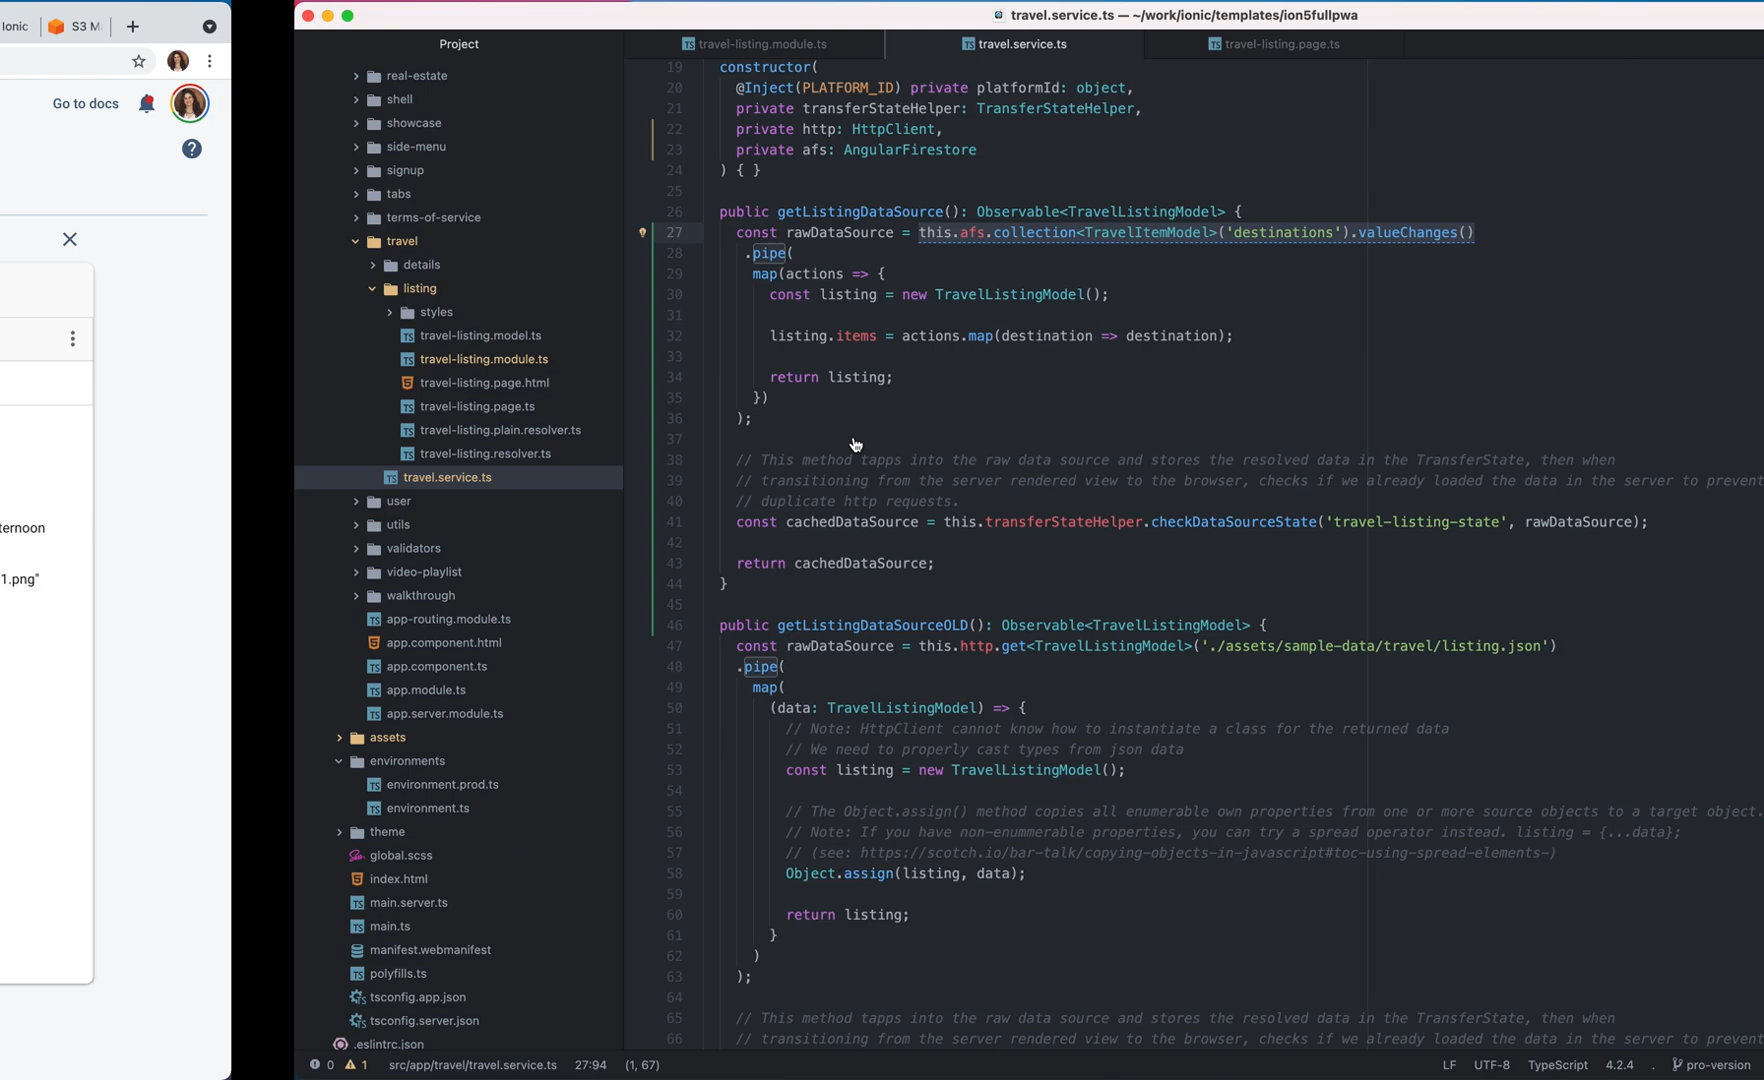 Ionic
S3 M
Go to docs
ternoon
1.png"
travel.service.ts — ~/work/ionic/templates/ion5fullpwa
Project
travel-listing.module.ts
travel.service.ts
travel-listing.page.ts
real-estate
shell
showcase
side-menu
signup
tabs
terms-of-service
travel
details
listing
styles
travel-listing.model.ts
travel-listing.module.ts
travel-listing.page.html
travel-listing.page.ts
travel-listing.plain.resolver.ts
travel-listing.resolver.ts
travel.service.ts
user
utils
validators
video-playlist
walkthrough
app-routing.module.ts
app.component.html
app.component.ts
app.module.ts
app.server.module.ts
assets
environments
environment.prod.ts
environment.ts
theme
global.scss
index.html
main.server.ts
main.ts
manifest.webmanifest
polyfills.ts
tsconfig.app.json
tsconfig.server.json
.eslintrc.json
19 constructor(
20 @Inject(PLATFORM_ID) private platformId: object,
21 private transferStateHelper: TransferStateHelper,
22 private http: HttpClient,
23 private afs: AngularFirestore
24 ) { }
25
26 public getListingDataSource(): Observable<TravelListingModel> {
27 const rawDataSource = this.afs.collection<TravelItemModel>('destinations').valueChanges()
28 .pipe(
29 map(actions => {
30 const listing = new TravelListingModel();
31
32 listing.items = actions.map(destination => destination);
33
34 return listing;
35 })
36 );
37
38 // This method tapps into the raw data source and stores the resolved data in the TransferState, then when
39 // transitioning from the server rendered view to the browser, checks if we already loaded the data in the server to prevent
40 // duplicate http requests.
41 const cachedDataSource = this.transferStateHelper.checkDataSourceState('travel-listing-state', rawDataSource);
42
43 return cachedDataSource;
44 }
45
46 public getListingDataSourceOLD(): Observable<TravelListingModel> {
47 const rawDataSource = this.http.get<TravelListingModel>('./assets/sample-data/travel/listing.json')
48 .pipe(
49 map(
50 (data: TravelListingModel) => {
51 // Note: HttpClient cannot know how to instantiate a class for the returned data
52 // We need to properly cast types from json data
53 const listing = new TravelListingModel();
54
55 // The Object.assign() method copies all enumerable own properties from one or more source objects to a target object.
56 // Note: If you have non-enummerable properties, you can try a spread operator instead. listing = {...data};
57 // (see: https://scotch.io/bar-talk/copying-objects-in-javascript#toc-using-spread-elements-)
58 Object.assign(listing, data);
59
60 return listing;
61 }
62 )
63 );
64
65 // This method tapps into the raw data source and stores the resolved data in the TransferState, then when
66 // transitioning from the server rendered view to the browser, checks if we already loaded the data in the server to prevent
0 1 src/app/travel/travel.service.ts 27:94 (1, 67) LF UTF-8 TypeScript 4.2.4 . pro-version